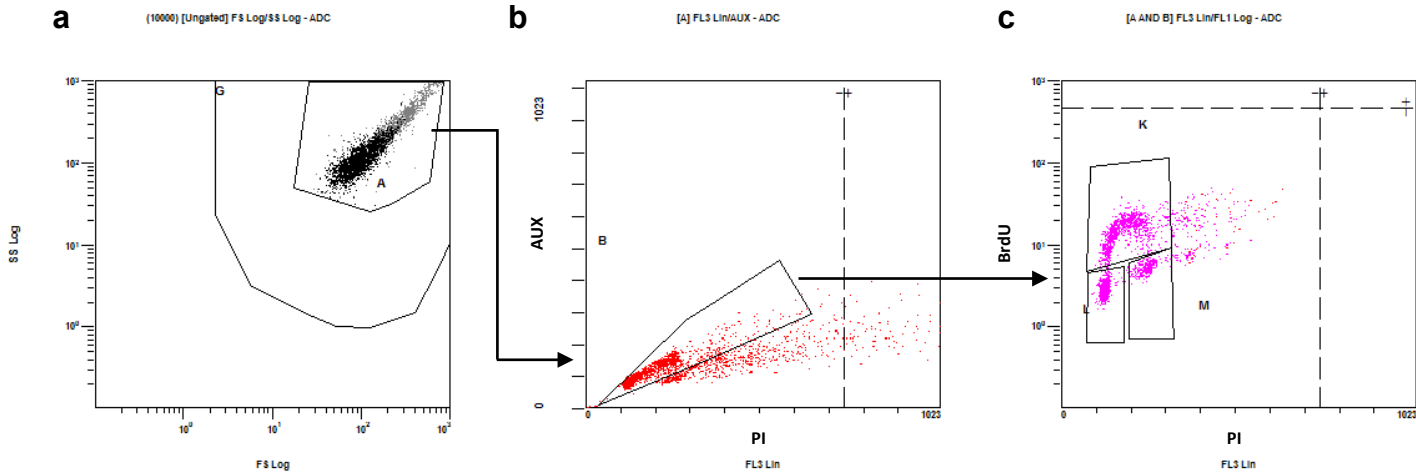 a
(10000) [Ungated] FS Log/SS Log - ADC
10³
10²
10¹
10⁰
SS Log
G
A
10⁰
10¹
10²
10³
FS Log
b
[A] FL3 Lin/AUX - ADC
1023
AUX
0
B
++
0
1023
PI
FL3 Lin
c
[A AND B] FL3 Lin/FL1 Log - ADC
10³
10²
10¹
10⁰
BrdU
K
L
M
++
+
+
0
1023
PI
FL3 Lin